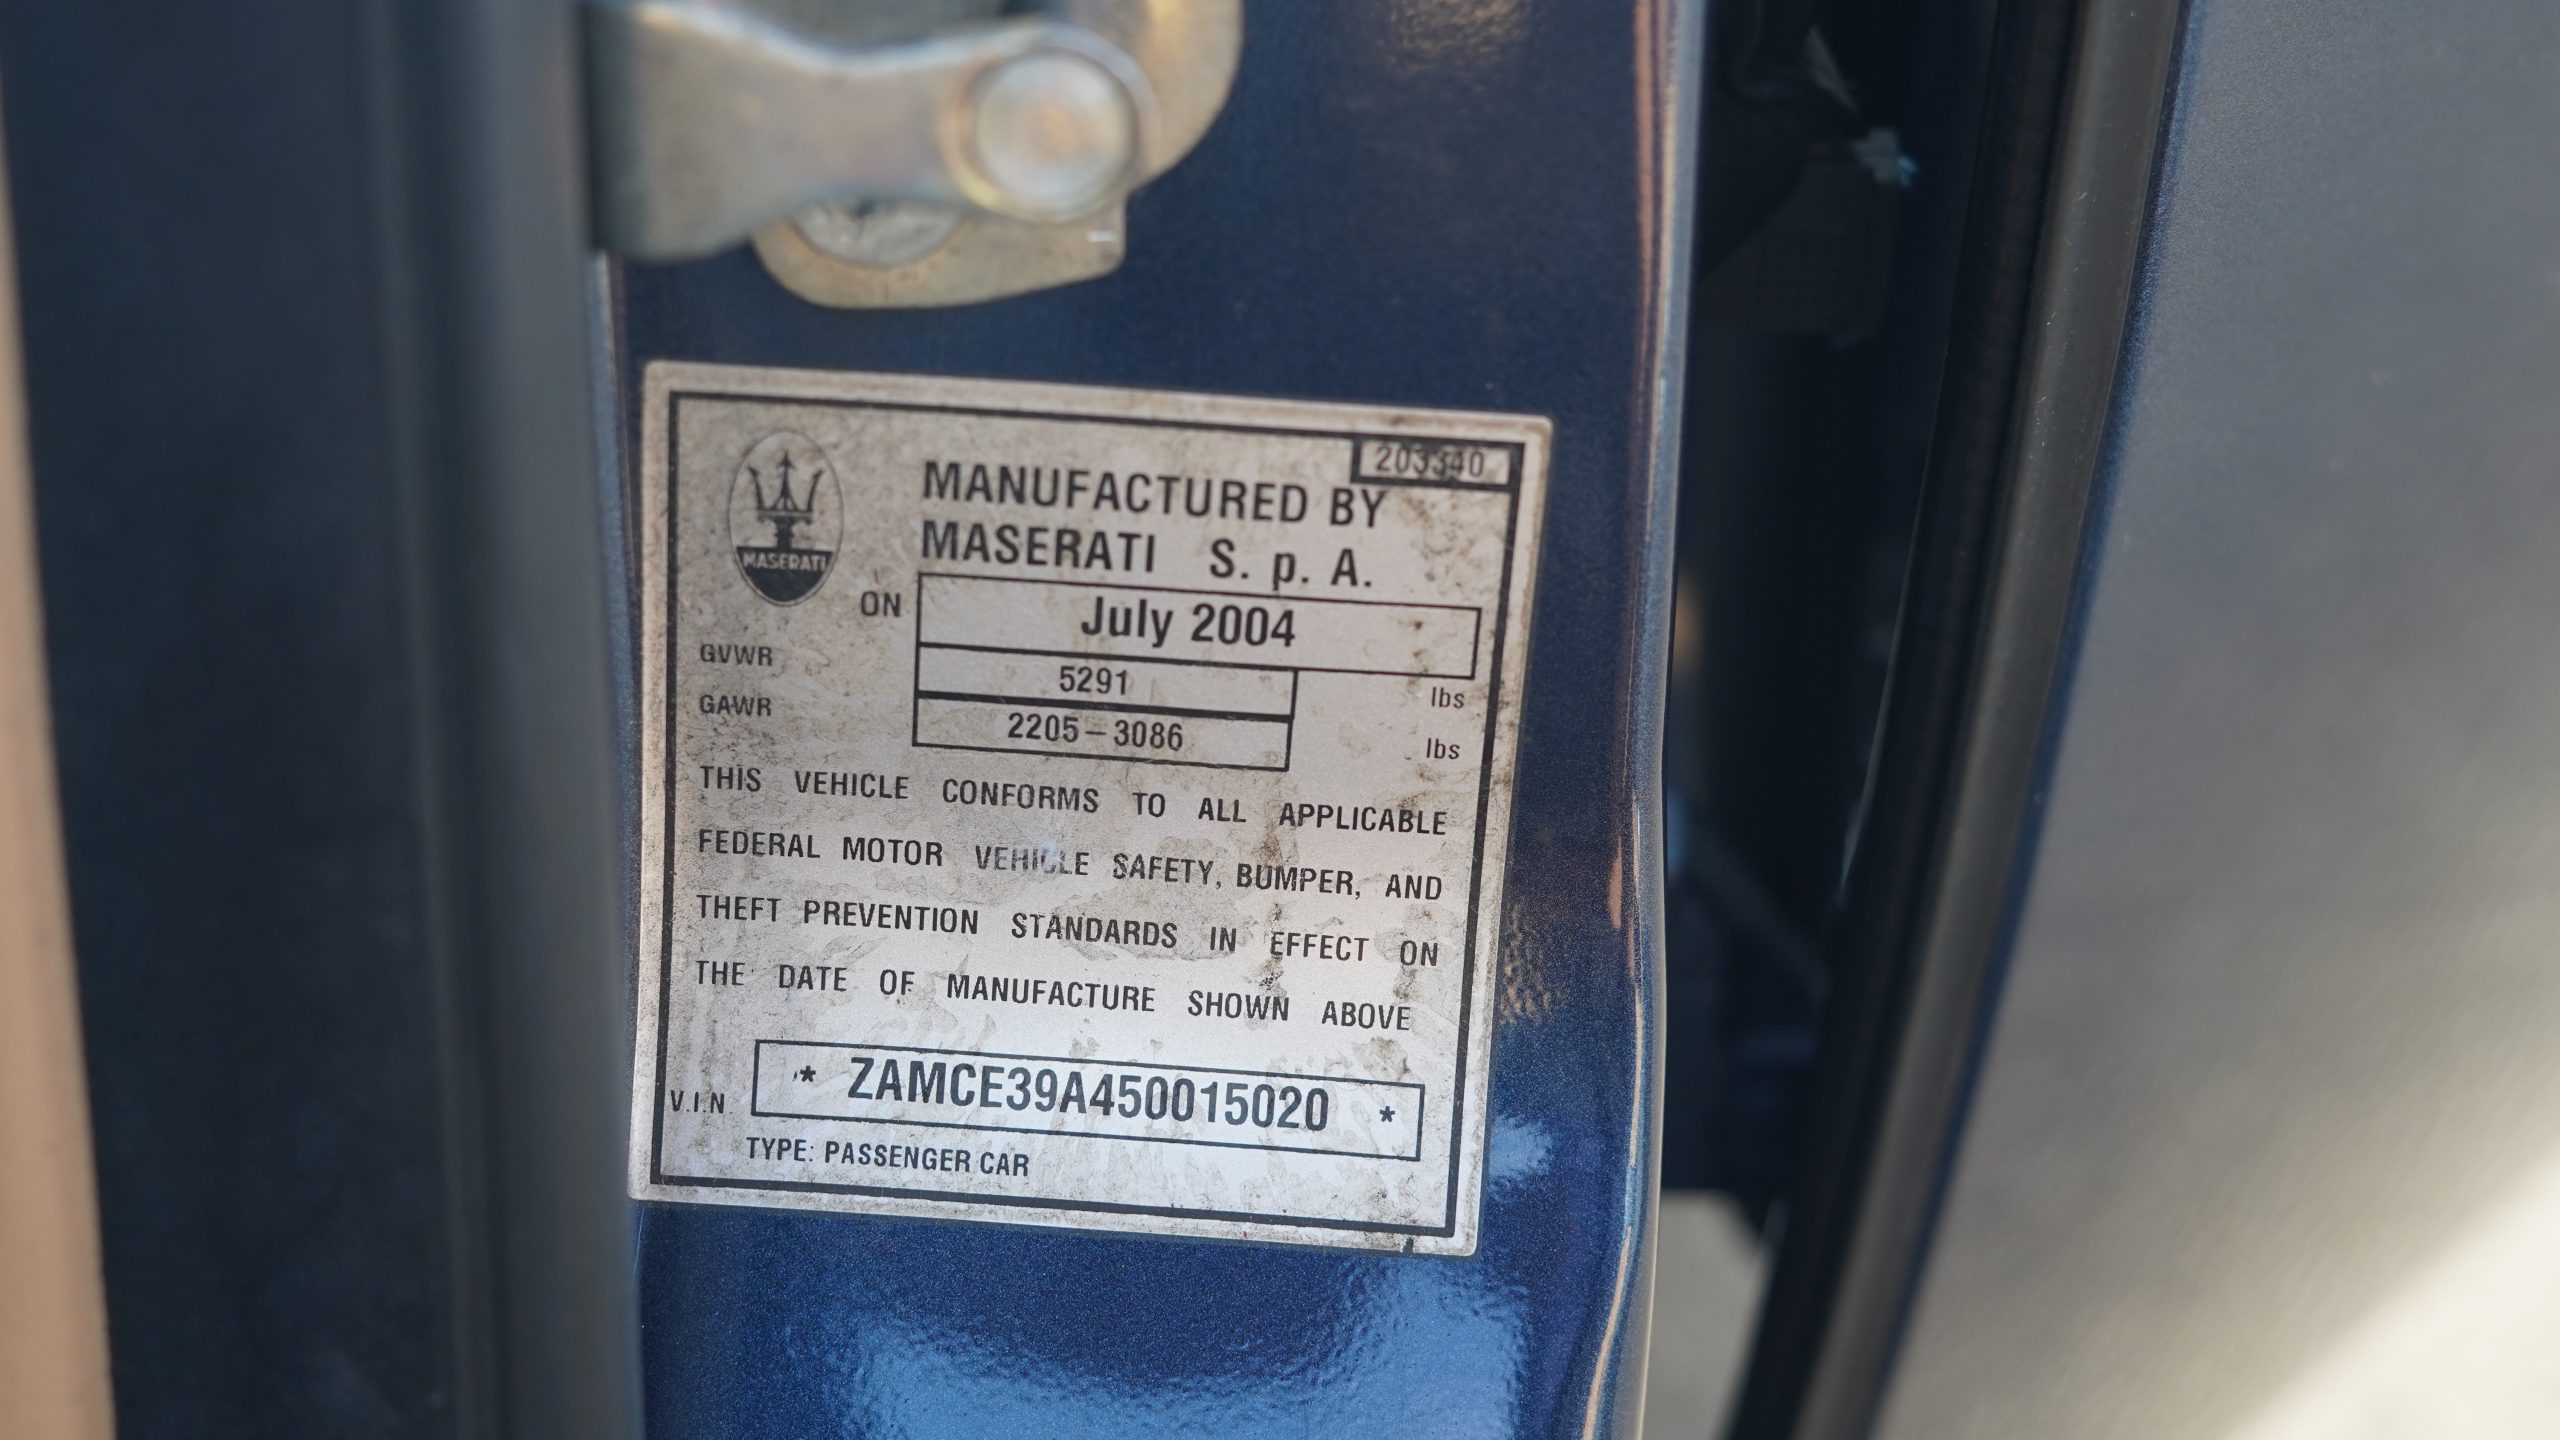 203340
MANUFACTURED BY
MASERATI S. p. A.
MASERATI
ON July 2004
GVWR 5291 lbs
GAWR 2205-3086 lbs
THIS VEHICLE CONFORMS TO ALL APPLICABLE
FEDERAL MOTOR VEHICLE SAFETY, BUMPER, AND
THEFT PREVENTION STANDARDS IN EFFECT ON
THE DATE OF MANUFACTURE SHOWN ABOVE
V.I.N. * ZAMCE39A450015020 *
TYPE: PASSENGER CAR